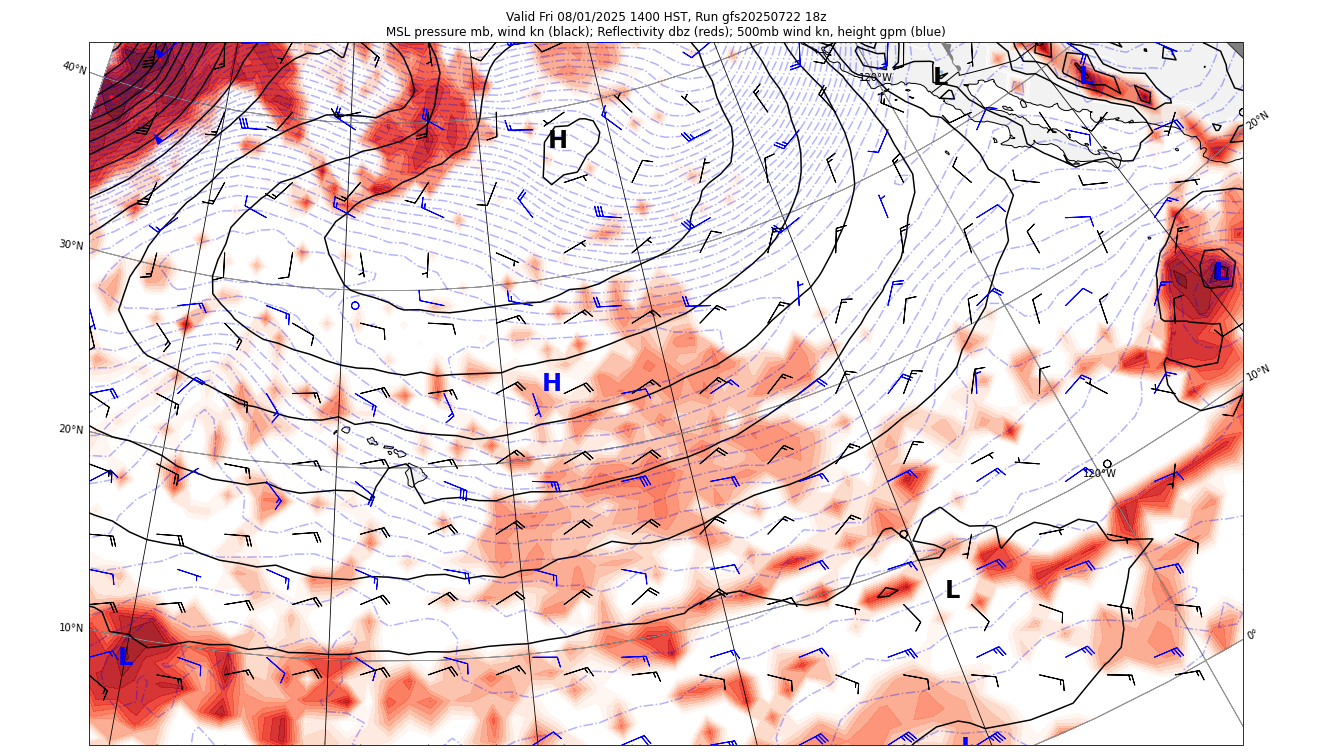 Valid Fri 08/01/2025 1400 HST, Run gfs20250722 18z
MSL pressure mb, wind kn (black); Reflectivity dbz (reds); 500mb wind kn, height gpm (blue)
40°N
120°W
L
L
20°N
H
30°N
L
H
10°N
20°N
120°W
L
10°N
0°
L
L